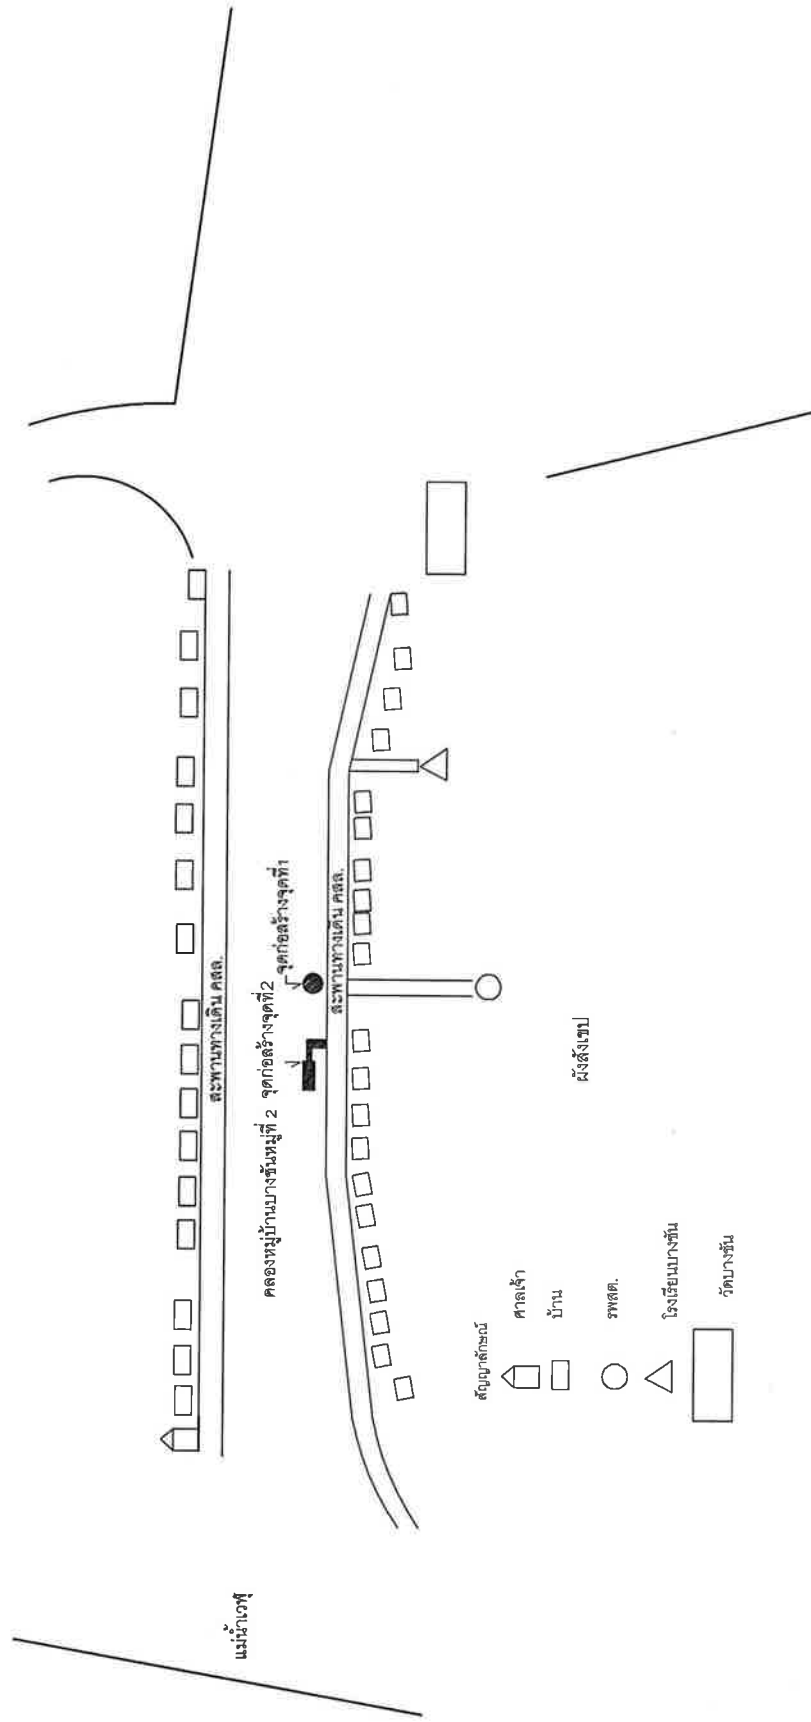 แม่น้ำเวฬุ
สะพานทางเดิน คสล.
คลองหมู่บ้านบางชันหมู่ที่ 2
จุดก่อสร้างจุดที่2
จุดก่อสร้างจุดที่1
สะพานทางเดิน คสล.
ผังสังเขป
สัญญาลักษณ์
ศาลเจ้า
บ้าน
รพสต.
โรงเรียนบางชัน
วัดบางชัน